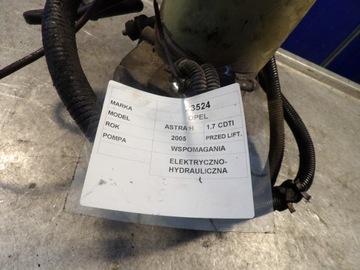 3524
MARKA OPEL
MODEL ASTRA H 1.7 CDTI
ROK 2005 PRZED LIFT.
POMPA WSPOMAGANIA
ELEKTRYCZNO-
HYDRAULICZNA